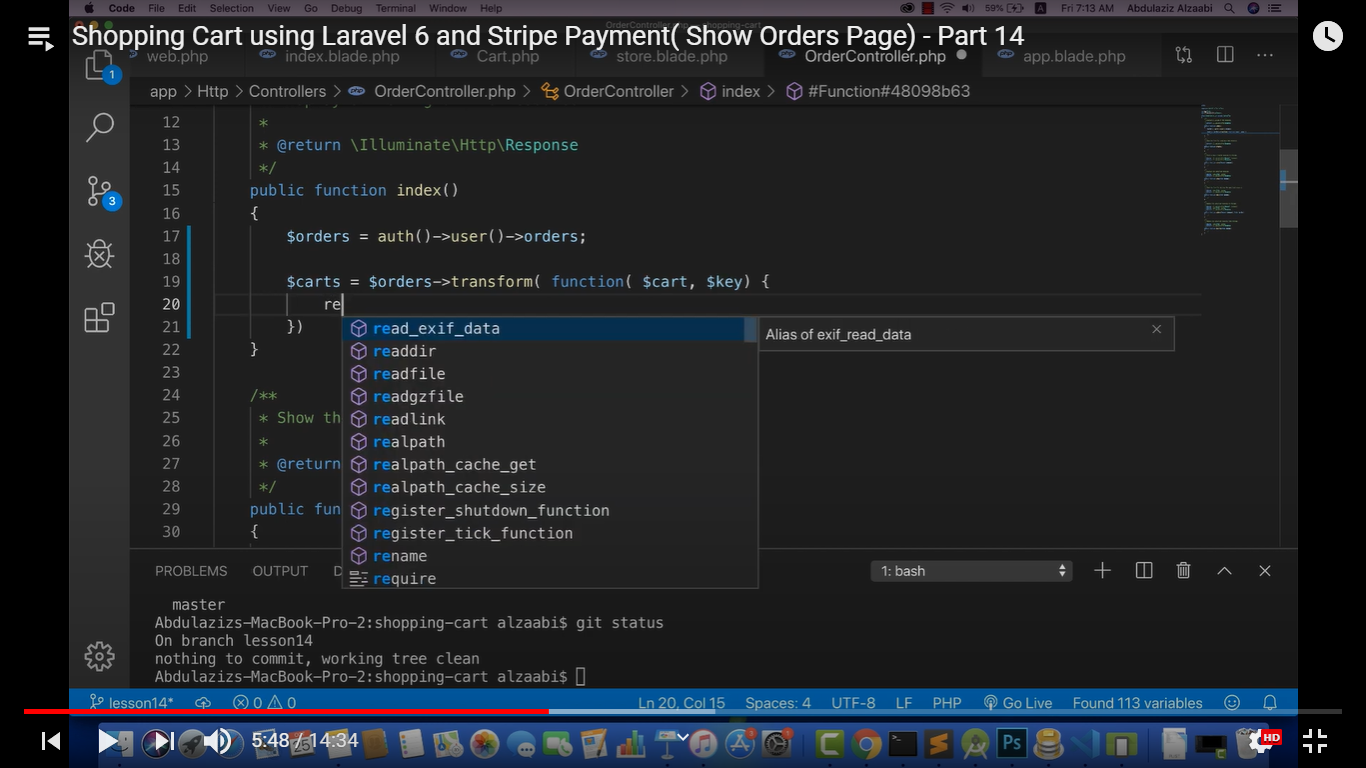 Code File Edit Selection View Go Debug Terminal Window Help 59% A Fri 7:13 AM Abdulaziz Alzaabi
Shopping Cart using Laravel 6 and Stripe Payment( Show Orders Page) - Part 14
web.php index.blade.php Cart.php store.blade.php OrderController.php app.blade.php
1
app > Http > Controllers > OrderController.php > OrderController > index > #Function#48098b63
12 *
13 * @return \Illuminate\Http\Response
14 */
15 public function index()
16 {
3
17 $orders = auth()->user()->orders;
18
19 $carts = $orders->transform( function( $cart, $key) {
20 re
21 })
22 }
23
24 /**
25 * Show th
26 *
27 * @return
28 */
29 public fun
30 {
read_exif_data
Alias of exif_read_data
readdir
readfile
readgzfile
readlink
realpath
realpath_cache_get
realpath_cache_size
register_shutdown_function
register_tick_function
rename
require
PROBLEMS OUTPUT D 1: bash
master
Abdulazizs-MacBook-Pro-2:shopping-cart alzaabi$ git status
On branch lesson14
nothing to commit, working tree clean
Abdulazizs-MacBook-Pro-2:shopping-cart alzaabi$
lesson14* 0 0 Ln 20, Col 15 Spaces: 4 UTF-8 LF PHP Go Live Found 113 variables
5:48 / 14:34
Ps
HD